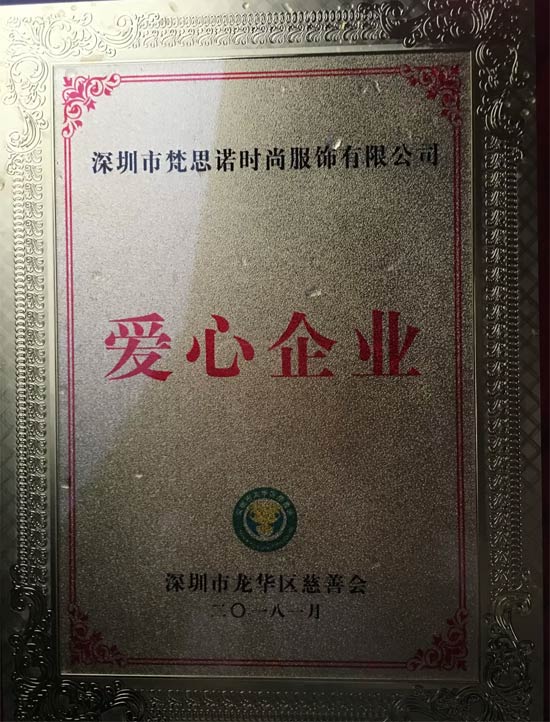 深圳市梵思诺时尚服饰有限公司
爱心企业
深圳市龙华区慈善会
二〇一八一月